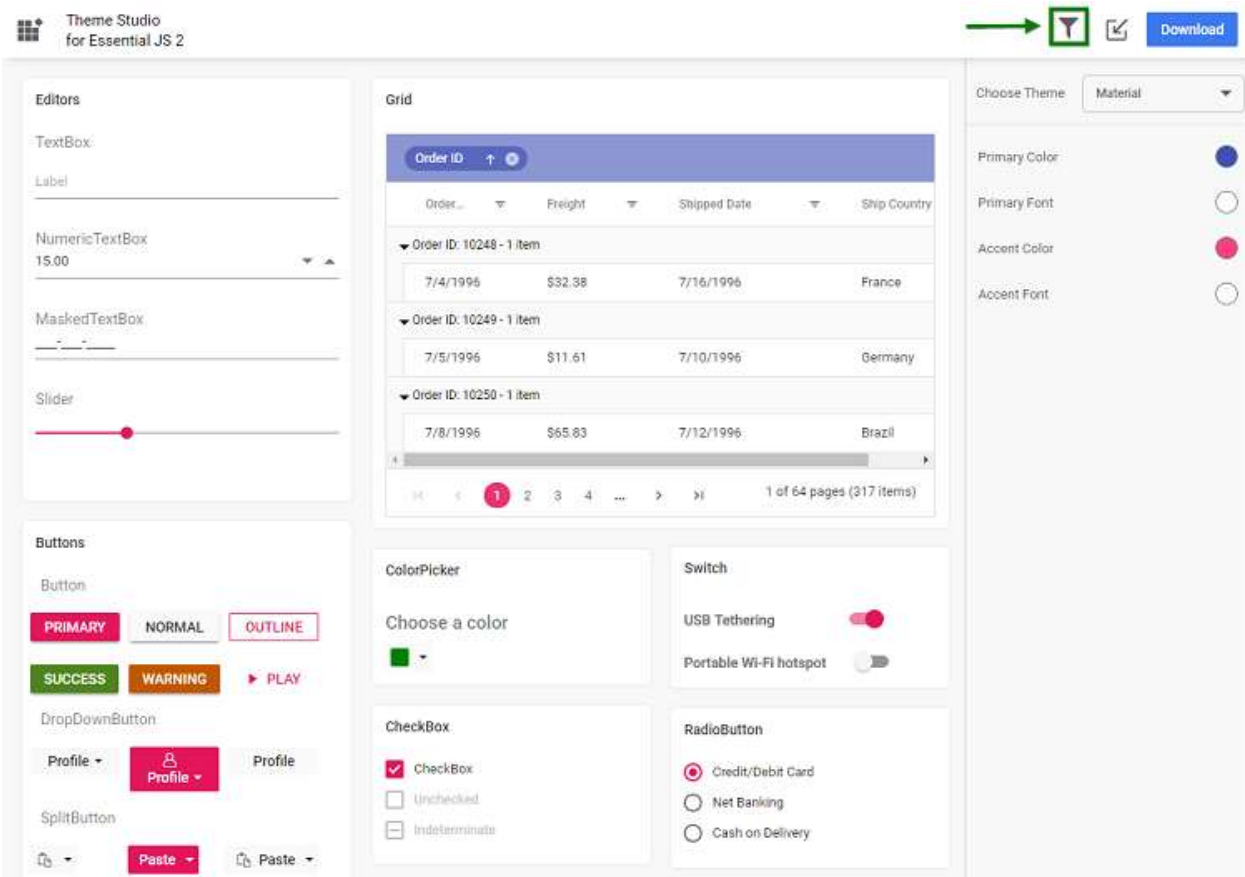 Theme Studio
for Essential JS 2
Download
Editors
TextBox
Label
NumericTextBox
15.00
MaskedTextBox
___-___-____
Slider
Grid
Order ID
Order... Freight Shipped Date Ship Country
Order ID: 10248 - 1 item
7/4/1996 $32.38 7/16/1996 France
Order ID: 10249 - 1 item
7/5/1996 $11.61 7/10/1996 Germany
Order ID: 10250 - 1 item
7/8/1996 $65.83 7/12/1996 Brazil
1 2 3 4 ... 1 of 64 pages (317 items)
Choose Theme Material
Primary Color
Primary Font
Accent Color
Accent Font
Buttons
Button
PRIMARY NORMAL OUTLINE
SUCCESS WARNING PLAY
DropDownButton
Profile Profile Profile
SplitButton
Paste Paste
ColorPicker
Choose a color
Switch
USB Tethering
Portable Wi-Fi hotspot
CheckBox
CheckBox
Unchecked
Indeterminate
RadioButton
Credit/Debit Card
Net Banking
Cash on Delivery